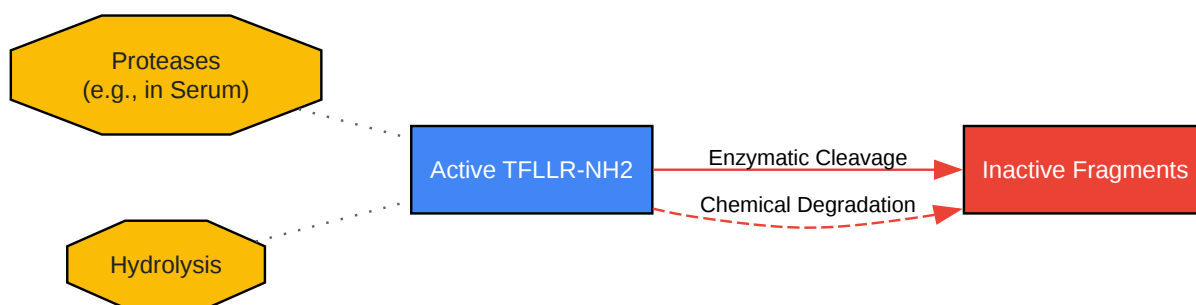 Proteases
(e.g., in Serum)
Active TFLLR-NH2
Enzymatic Cleavage
Inactive Fragments
Chemical Degradation
Hydrolysis